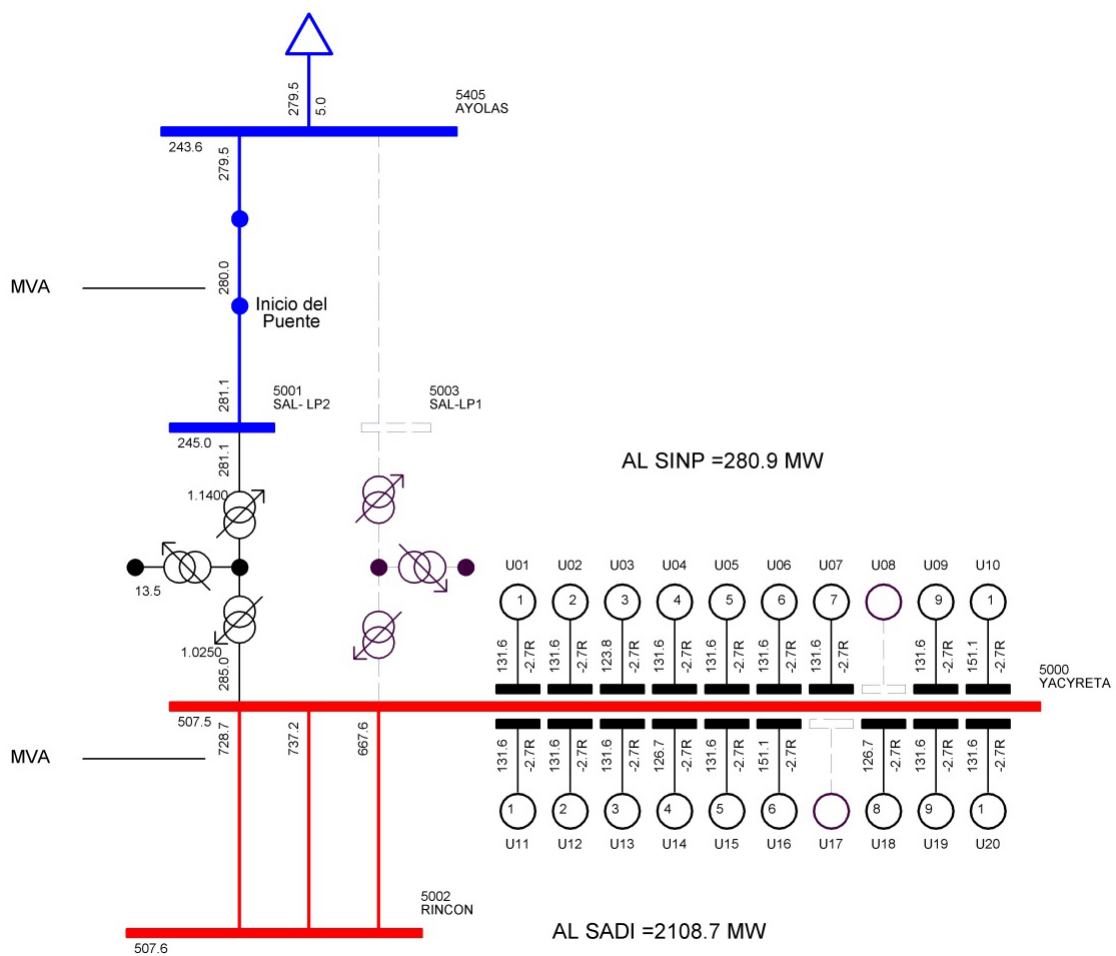 279.5
5.0
5405
AYOLAS
243.6
279.5
280.0
MVA
Inicio del
Puente
281.1
5001
SAL- LP2
5003
SAL-LP1
245.0
281.1
AL SINP =280.9 MW
1.1400
13.5
1.0250
285.0
U01 U02 U03 U04 U05 U06 U07 U08 U09 U10
1 2 3 4 5 6 7 9 1
131.6 -2.7R 131.6 -2.7R 123.8 -2.7R 131.6 -2.7R 131.6 -2.7R 131.6 -2.7R 131.6 -2.7R 131.6 -2.7R 151.1 -2.7R
5000
YACYRETA
507.5
728.7
737.2
667.6
MVA
131.6 -2.7R 131.6 -2.7R 131.6 -2.7R 126.7 -2.7R 131.6 -2.7R 151.1 -2.7R 126.7 -2.7R 131.6 -2.7R 131.6 -2.7R
1 2 3 4 5 6 8 9 1
U11 U12 U13 U14 U15 U16 U17 U18 U19 U20
5002
RINCON
507.6
AL SADI =2108.7 MW